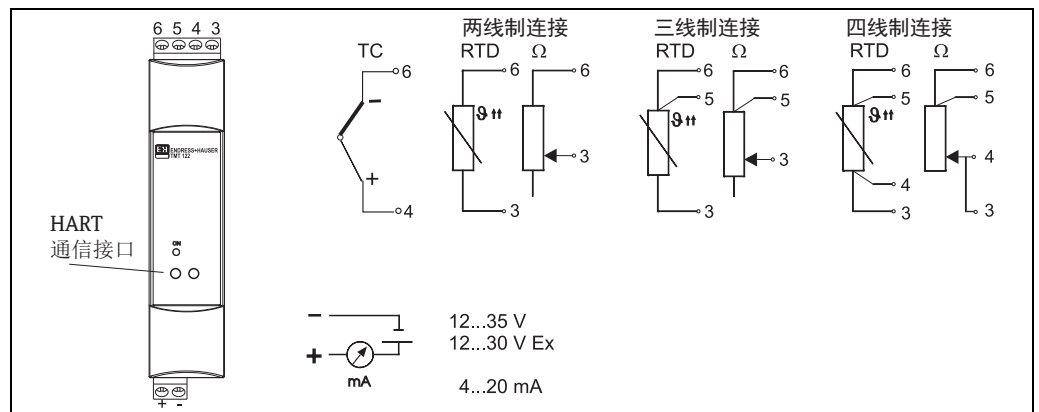 6 5 4 3
ENDRESS+HAUSER
TMT 122
ON
HART
通信接口
+ -
TC
6
−
+
4
两线制连接
RTD Ω
6 6
ϑ
3
3
三线制连接
RTD Ω
6 6
5 5
ϑ
3
3
四线制连接
RTD Ω
6 6
5 5
ϑ
4 4
3 3
−
+
mA
12...35 V
12...30 V Ex
4...20 mA